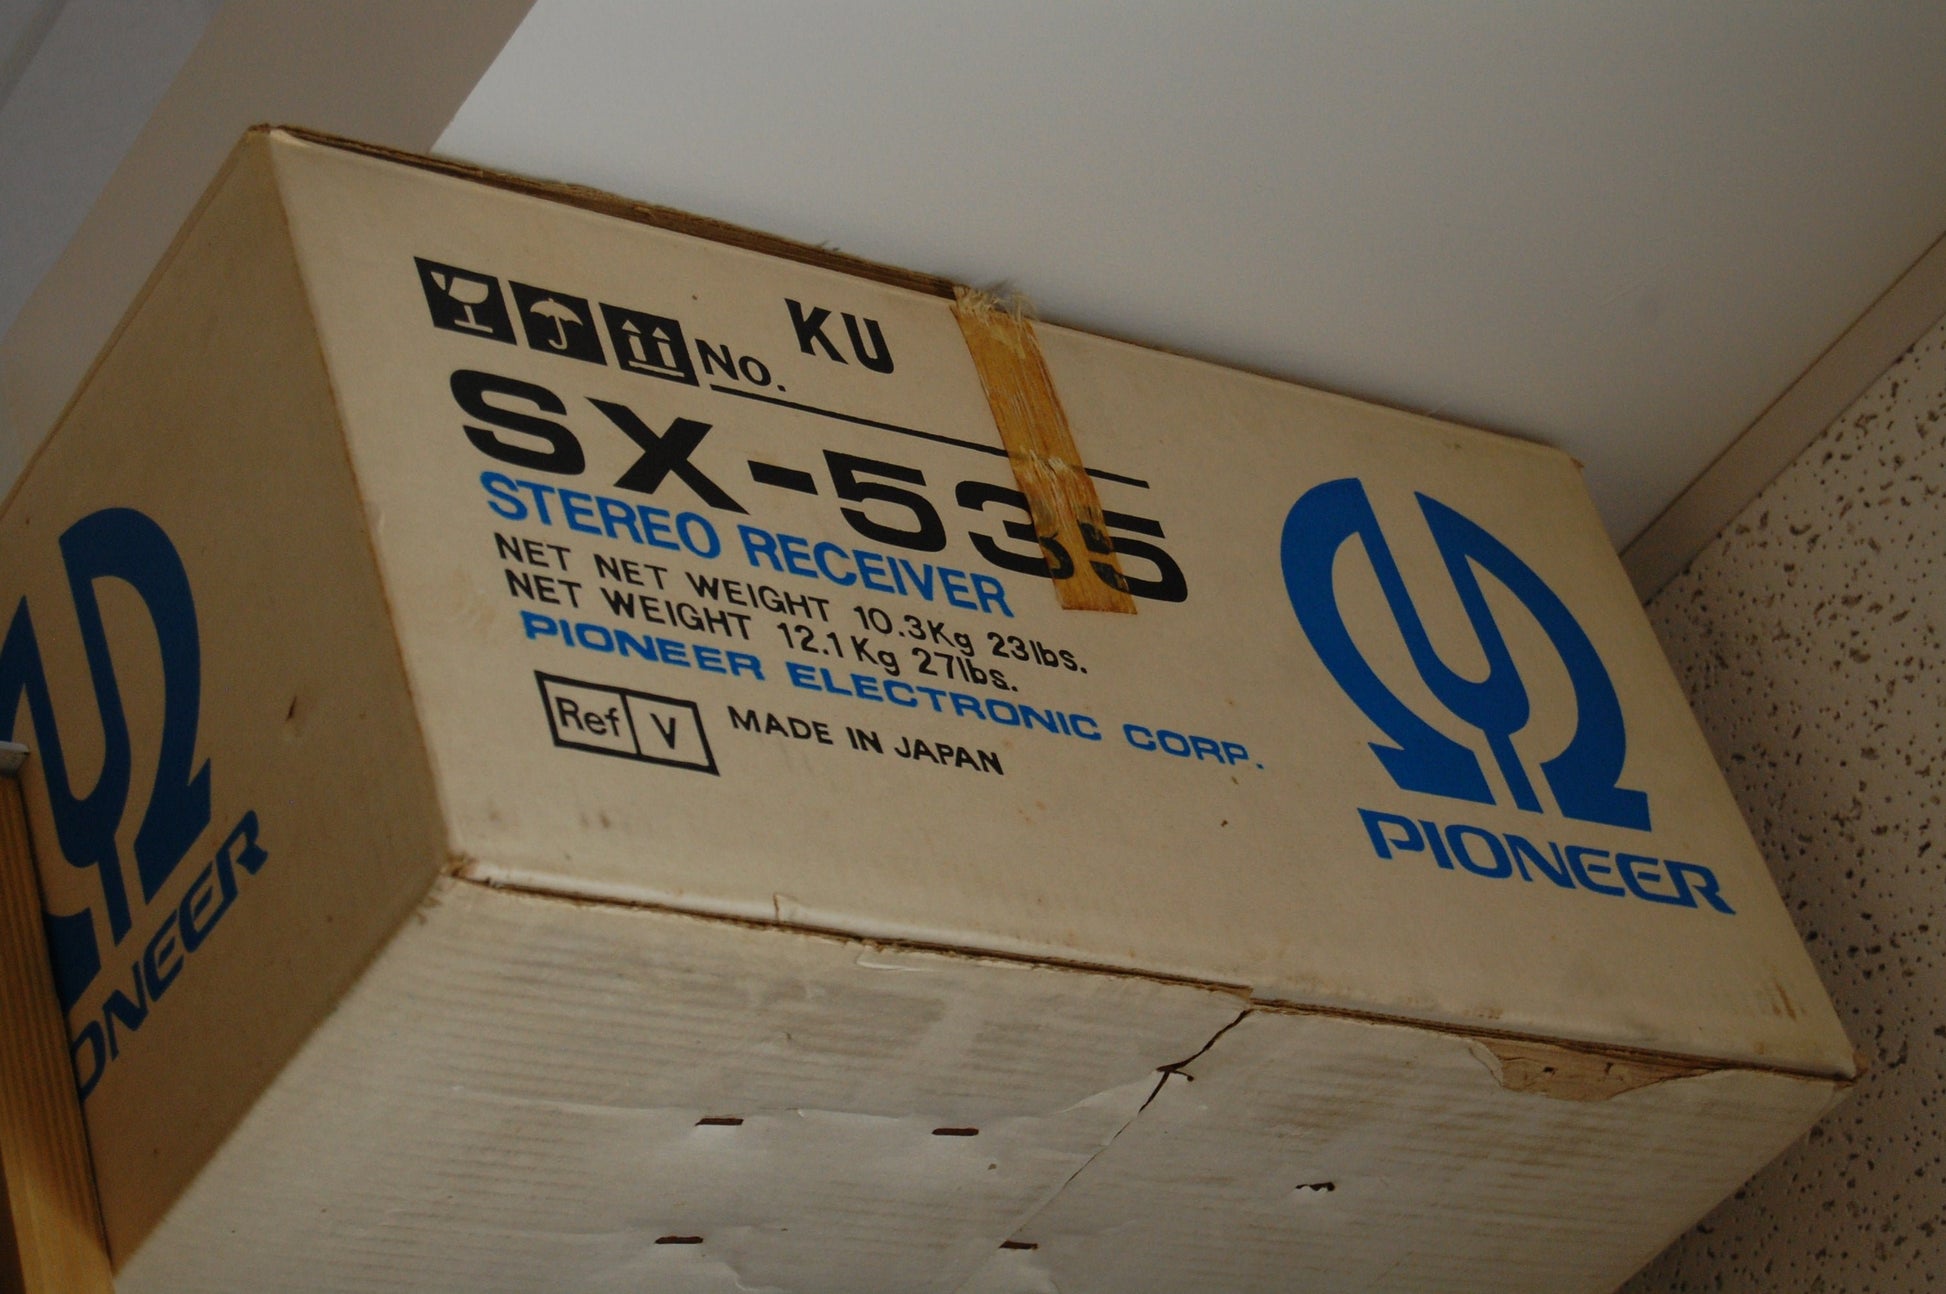 No. KU
SX-535
STEREO RECEIVER
NET NET WEIGHT 10.3Kg 23lbs.
NET WEIGHT 12.1Kg 27lbs.
PIONEER ELECTRONIC CORP.
Ref V MADE IN JAPAN
PIONEER
ONEER